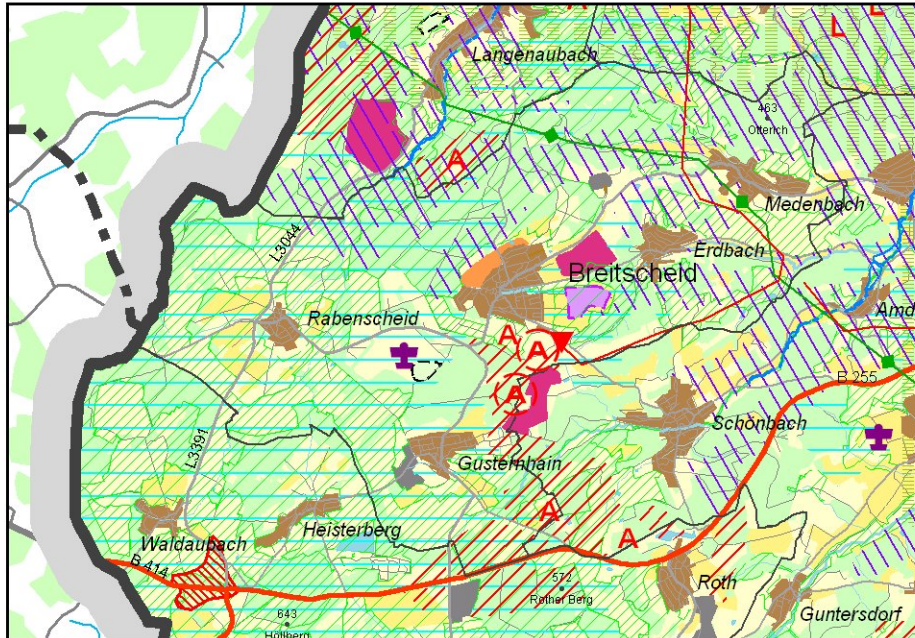 A
L
L
Langenaubach
463
Otterich
A
Medenbach
L3044
Erdbach
Breitscheid
Rabenscheid
Amd
A
A
B 255
A
Schönbach
L3391
Gusternhain
A
Heisterberg
A
Waldaubach
B 414
572
Rother Berg
Roth
643
Höllberg
Guntersdorf